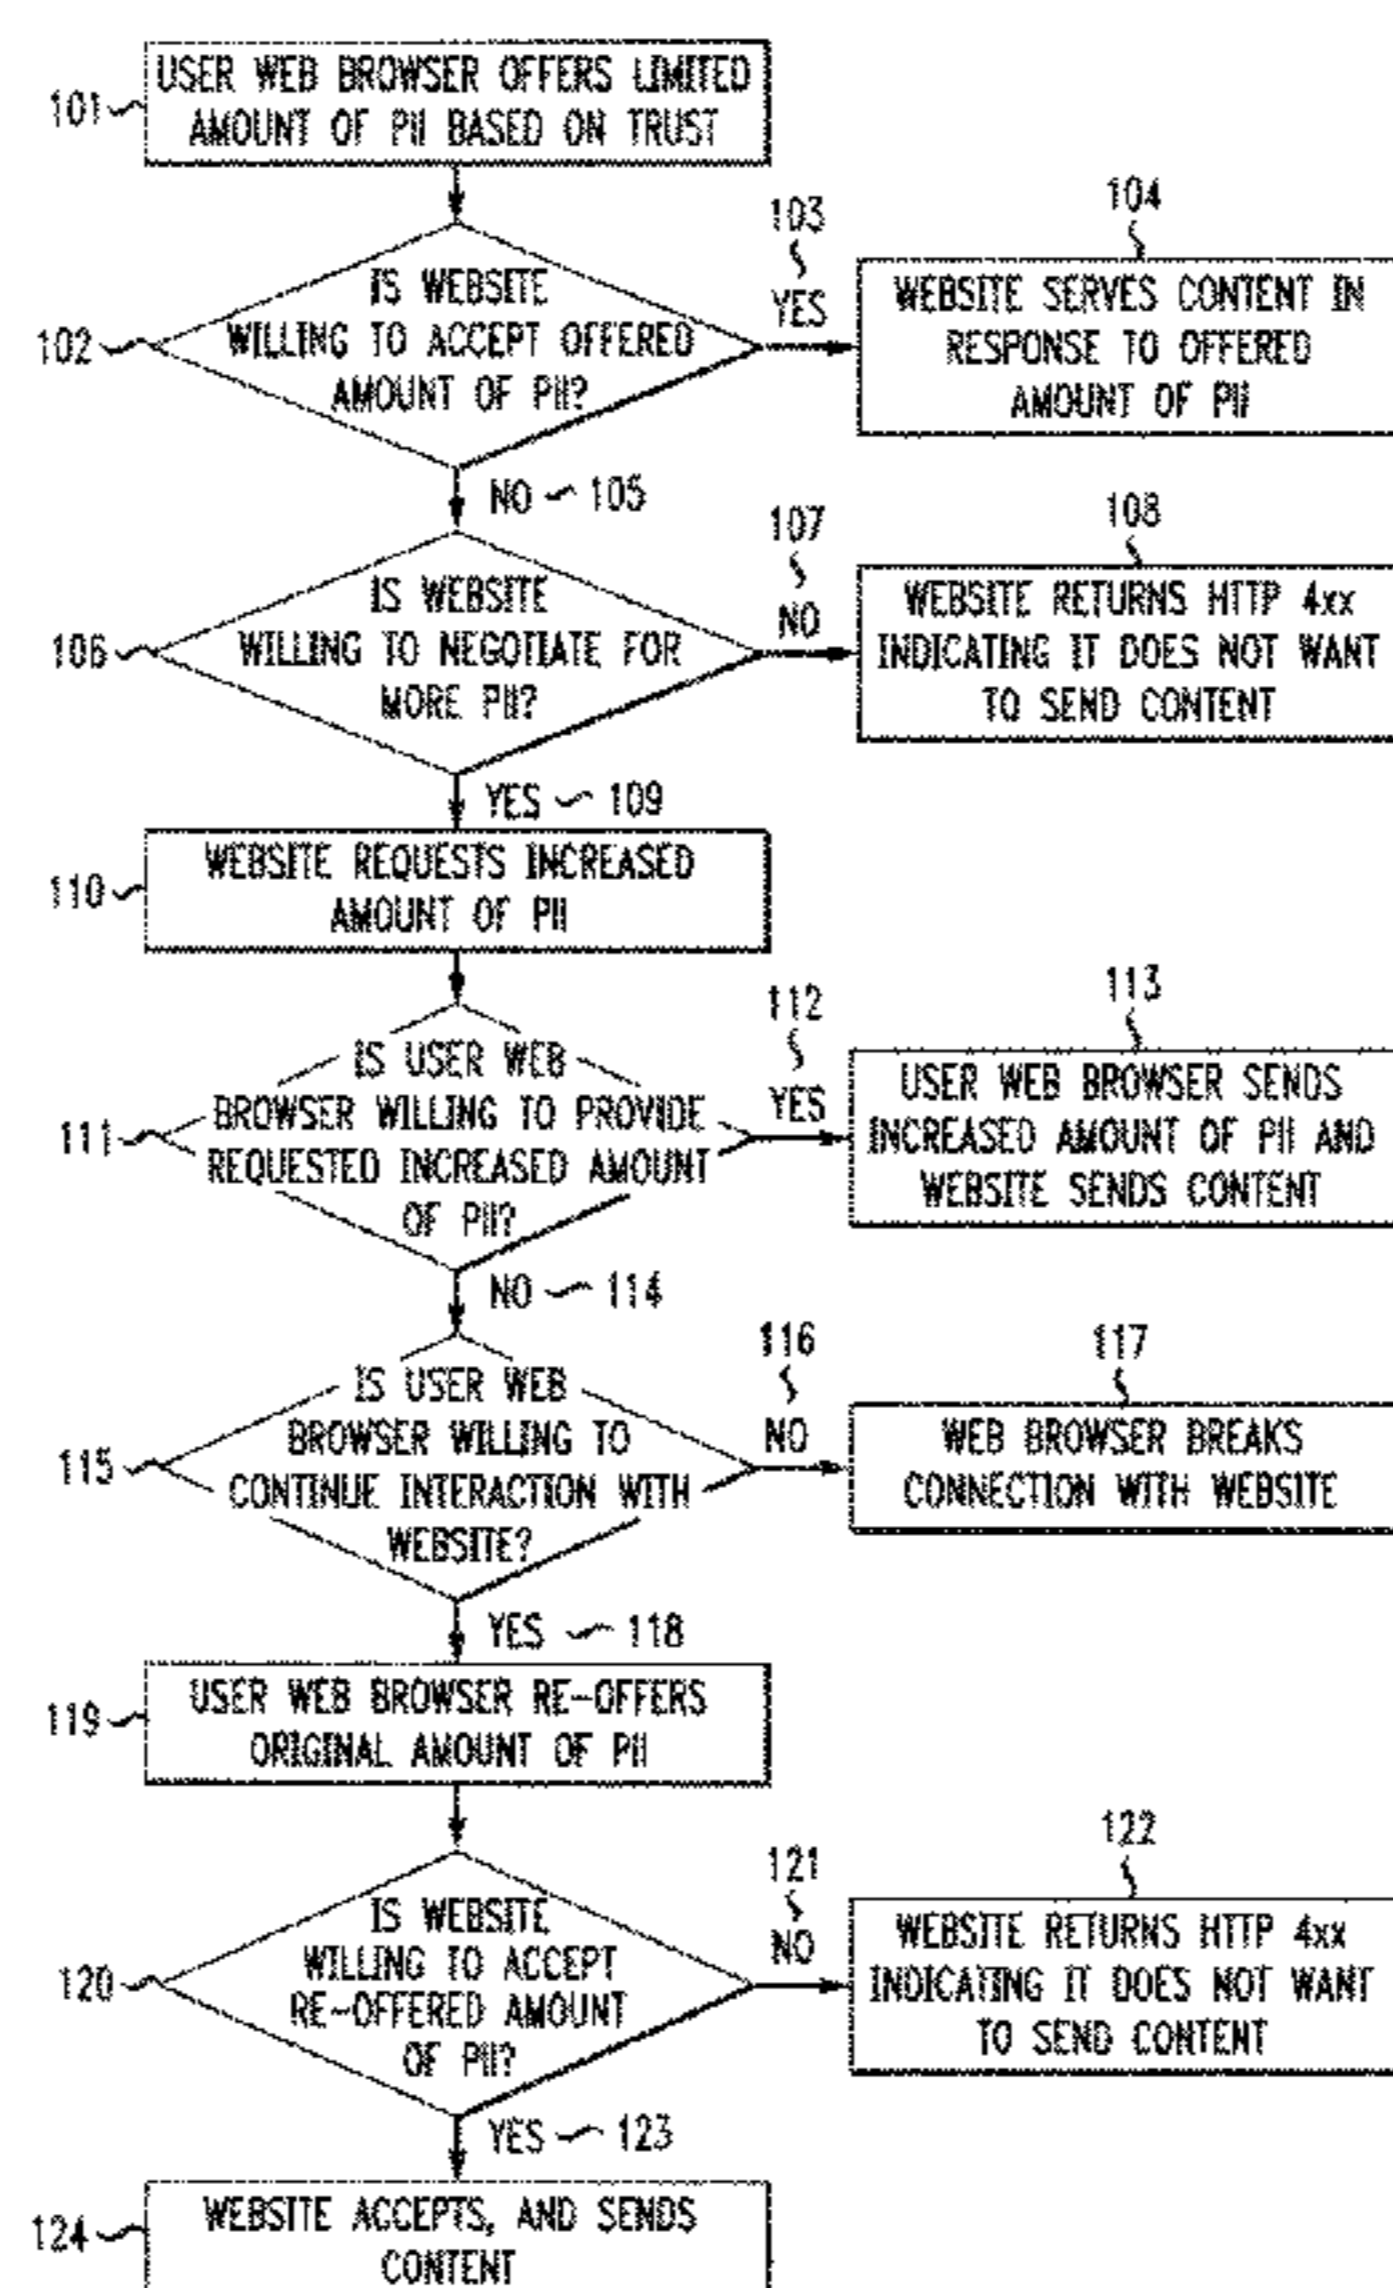 101
USER WEB BROWSER OFFERS LIMITED
AMOUNT OF PII BASED ON TRUST
102
IS WEBSITE
WILLING TO ACCEPT OFFERED
AMOUNT OF PII?
103
YES
104
WEBSITE SERVES CONTENT IN
RESPONSE TO OFFERED
AMOUNT OF PII
NO 105
106
IS WEBSITE
WILLING TO NEGOTIATE FOR
MORE PII?
107
NO
108
WEBSITE RETURNS HTTP 4xx
INDICATING IT DOES NOT WANT
TO SEND CONTENT
YES 109
110
WEBSITE REQUESTS INCREASED
AMOUNT OF PII
111
IS USER WEB
BROWSER WILLING TO PROVIDE
REQUESTED INCREASED AMOUNT
OF PII?
112
YES
113
USER WEB BROWSER SENDS
INCREASED AMOUNT OF PII AND
WEBSITE SENDS CONTENT
NO 114
115
IS USER WEB
BROWSER WILLING TO
CONTINUE INTERACTION WITH
WEBSITE?
116
NO
117
WEB BROWSER BREAKS
CONNECTION WITH WEBSITE
YES 118
119
USER WEB BROWSER RE-OFFERS
ORIGINAL AMOUNT OF PII
120
IS WEBSITE
WILLING TO ACCEPT
RE-OFFERED AMOUNT
OF PII?
121
NO
122
WEBSITE RETURNS HTTP 4xx
INDICATING IT DOES NOT WANT
TO SEND CONTENT
YES 123
124
WEBSITE ACCEPTS, AND SENDS
CONTENT